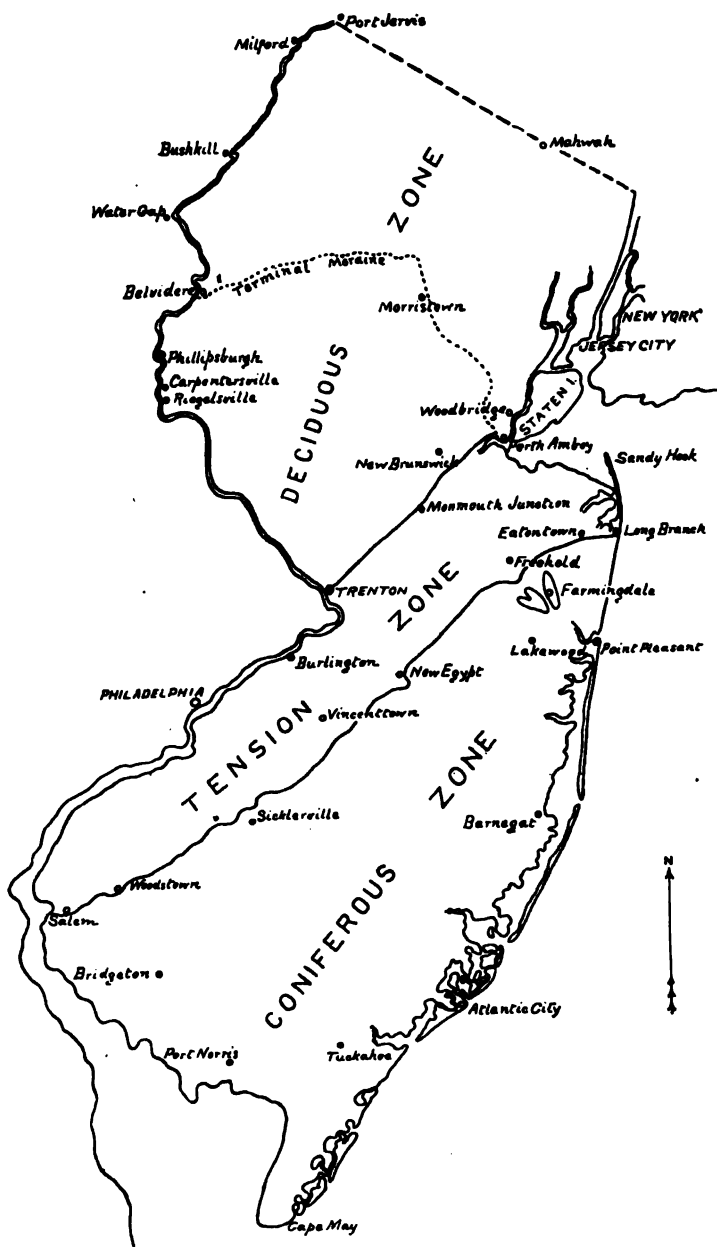 Port Jervis
Milford
Mahwah
Bushkill
ZONE
Water Gap
Terminal Moraine
Belvidere
Morristown
NEW YORK
JERSEY CITY
Phillipsburgh
DECIDUOUS
Carpentersville
Riegelsville
STATEN I.
Woodbridge
Perth Amboy
New Brunswick
Sandy Hook
Monmouth Junction
Eatontown
Long Branch
Freehold
ZONE
TRENTON
Farmingdale
Lakewood
Point Pleasant
Burlington
New Egypt
PHILADELPHIA
Vincenttown
TENSION
ZONE
Sicklerville
Barnegat
N
Woodstown
Salem
CONIFEROUS
Bridgeton
Atlantic City
Port Norris
Tuckahoe
Cape May